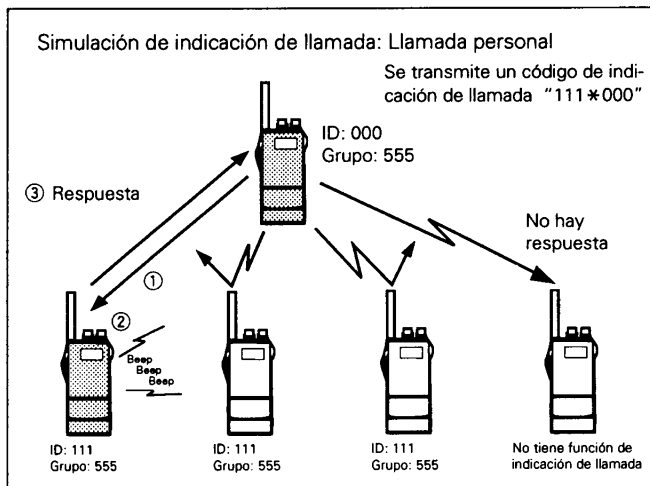 Simulación de indicación de llamada: Llamada personal
Se transmite un código de indi-
cación de llamada "111✱000"
ID: 000
Grupo: 555
③ Respuesta
No hay
respuesta
①
②
Beep
Beep
Beep
ID: 111
Grupo: 555
ID: 111
Grupo: 555
ID: 111
Grupo: 555
No tiene función de
indicación de llamada